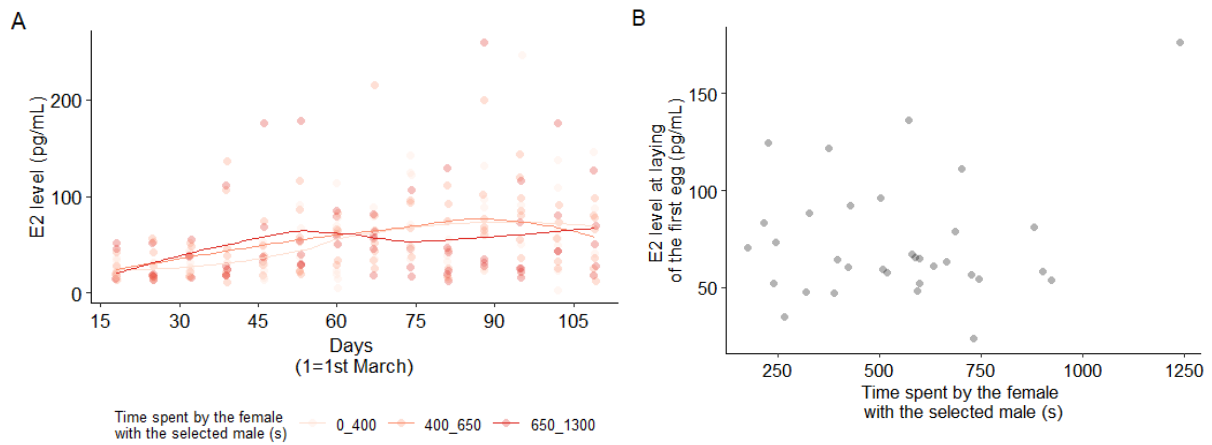 A
E2 level (pg/mL)
200
100
0
15 30 45 60 75 90 105
Days
(1=1st March)
Time spent by the female
with the selected male (s)
0_400 400_650 650_1300
B
E2 level at laying
of the first egg (pg/mL)
150
100
50
250 500 750 1000 1250
Time spent by the female
with the selected male (s)